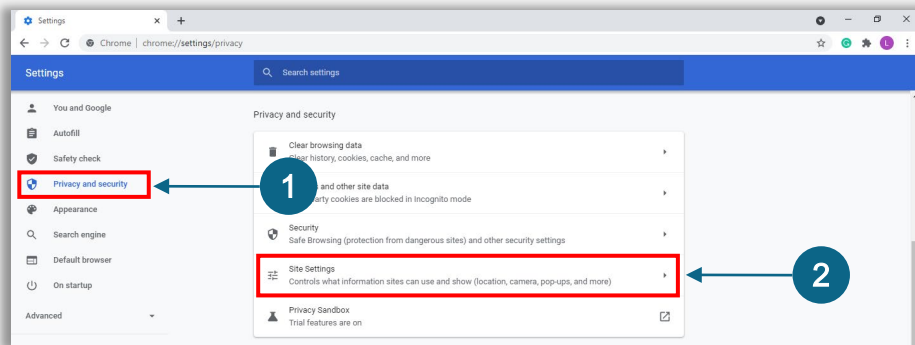 Settings
Chrome | chrome://settings/privacy
L
Settings
Search settings
You and Google
Autofill
Safety check
Privacy and security
Appearance
Search engine
Default browser
On startup
Advanced
1
Privacy and security
Clear browsing data
Clear history, cookies, cache, and more
and other site data
cookies are blocked in Incognito mode
Security
Safe Browsing (protection from dangerous sites) and other security settings
Site Settings
Controls what information sites can use and show (location, camera, pop-ups, and more)
2
Privacy Sandbox
Trial features are on